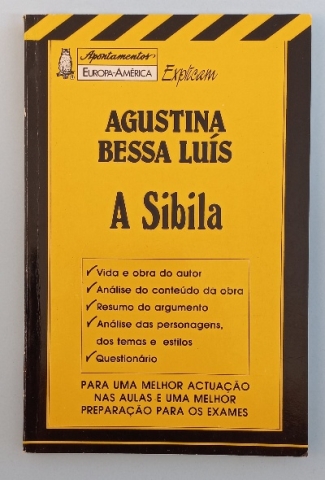 Apontamentos
EUROPA-AMÉRICA Explicam
AGUSTINA
BESSA LUÍS
A Sibila
✓Vida e obra do autor
✓Análise do conteúdo da obra
✓Resumo do argumento
✓Análise das personagens,
dos temas e estilos
✓Questionário
PARA UMA MELHOR ACTUAÇÃO
NAS AULAS E UMA MELHOR
PREPARAÇÃO PARA OS EXAMES